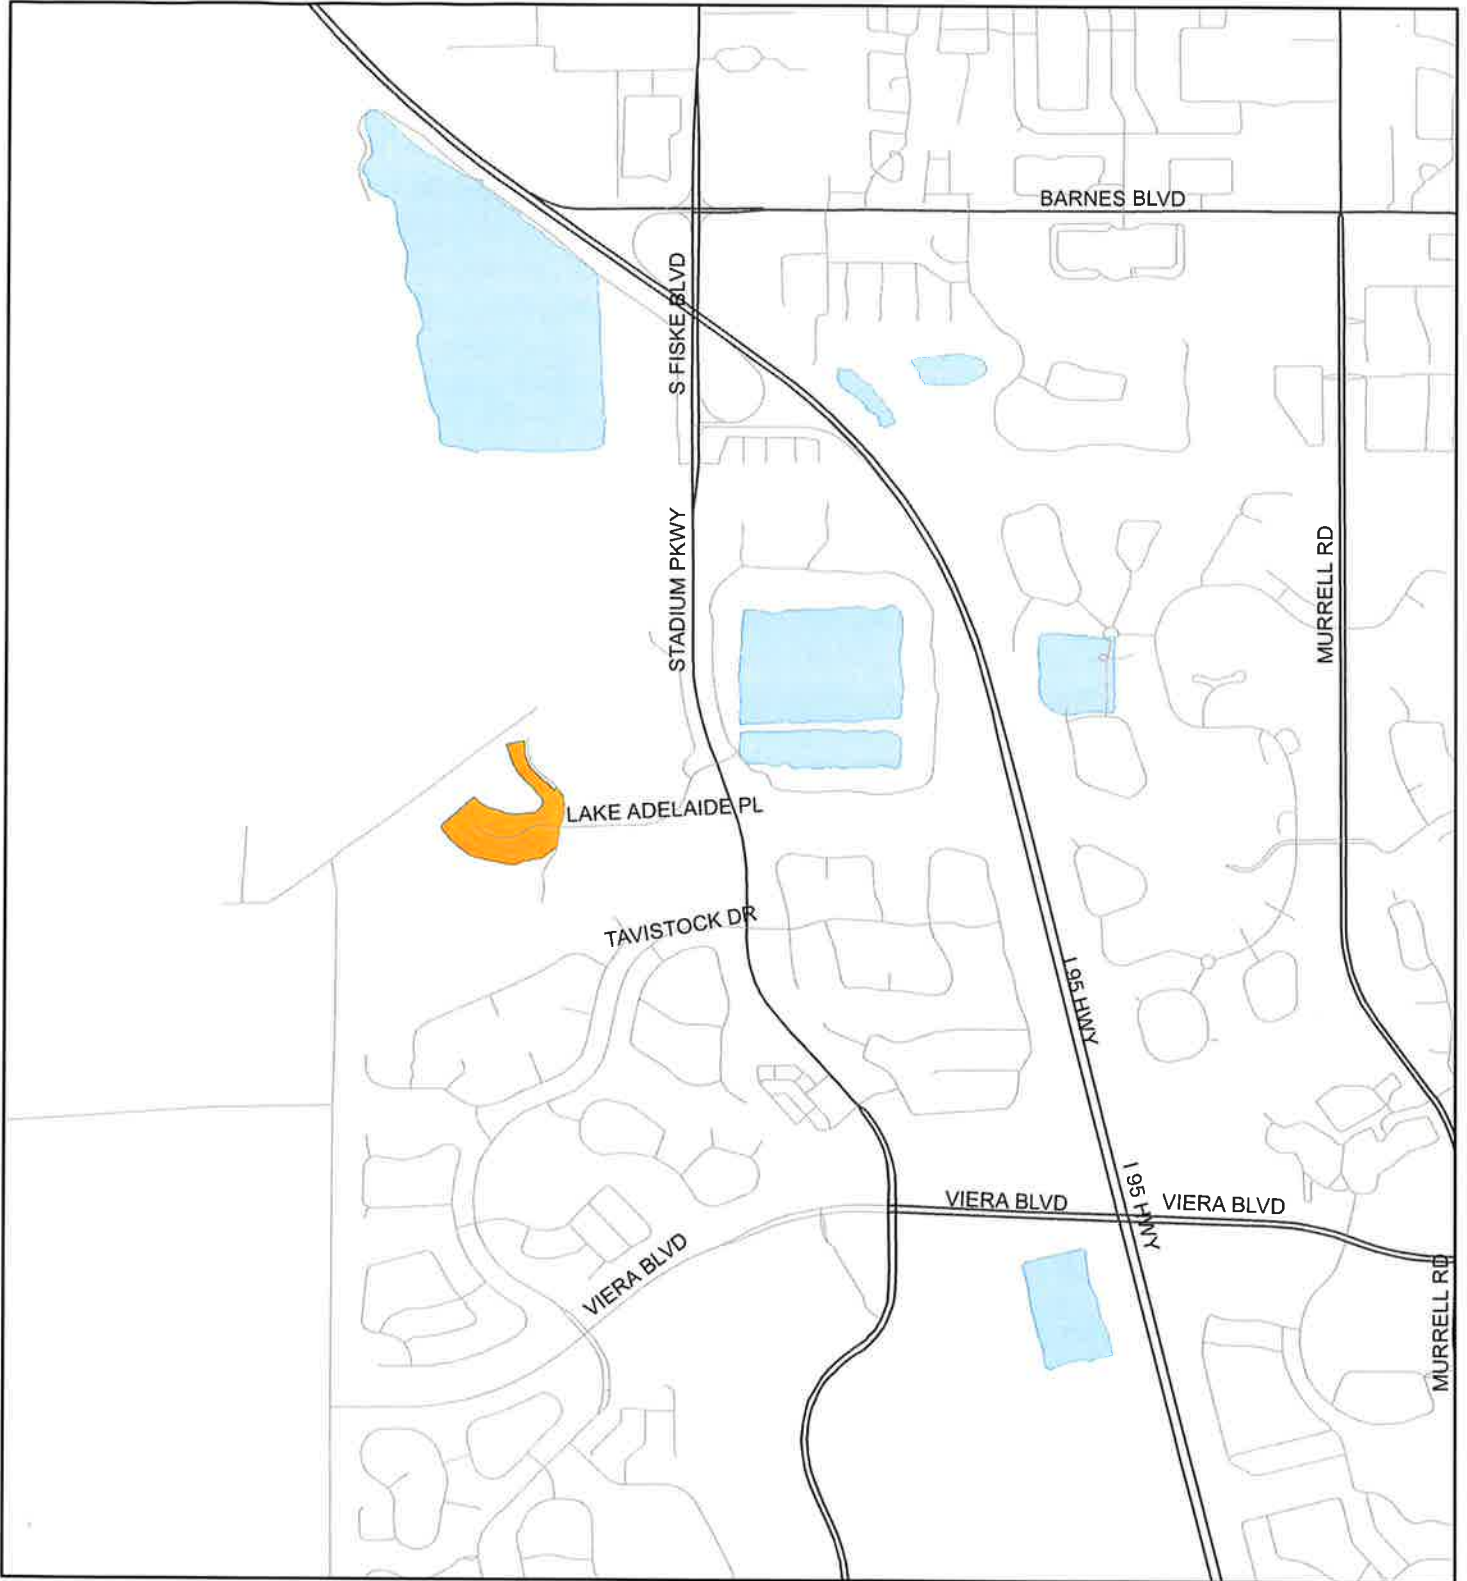 BARNES BLVD
S FISKE BLVD
STADIUM PKWY
MURRELL RD
LAKE ADELAIDE PL
TAVISTOCK DR
I 95 HWY
I 95 HWY
VIERA BLVD
VIERA BLVD
VIERA BLVD
MURRELL RD